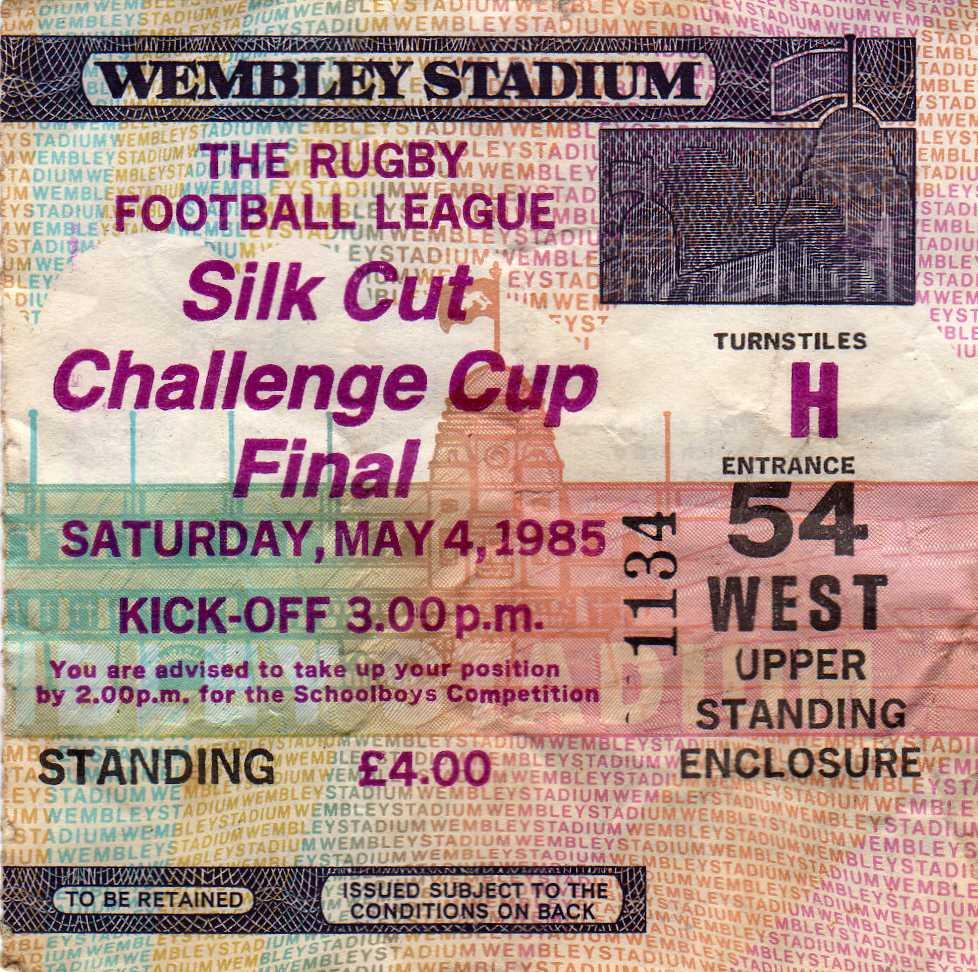 WEMBLEY STADIUM
THE RUGBY
FOOTBALL LEAGUE
Silk Cut
Challenge Cup
Final
SATURDAY, MAY 4, 1985
KICK-OFF 3.00 p.m.
You are advised to take up your position
by 2.00p.m. for the Schoolboys Competition
STANDING £4.00
TURNSTILES
H
ENTRANCE
54
WEST
UPPER
STANDING
ENCLOSURE
1134
TO BE RETAINED
ISSUED SUBJECT TO THE
CONDITIONS ON BACK